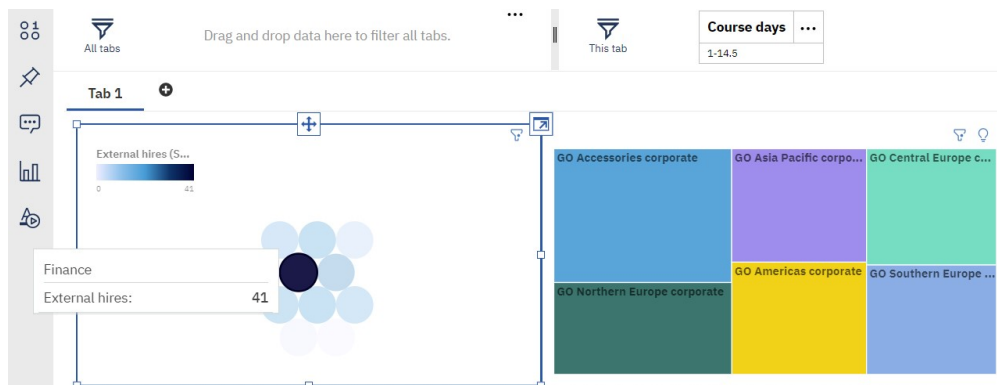 All tabs
Drag and drop data here to filter all tabs.
This tab
Course days
1-14.5
Tab 1
External hires (S...
0 41
Finance
External hires: 41
GO Accessories corporate
GO Asia Pacific corpo...
GO Central Europe c...
GO Northern Europe corporate
GO Americas corporate
GO Southern Europe ...